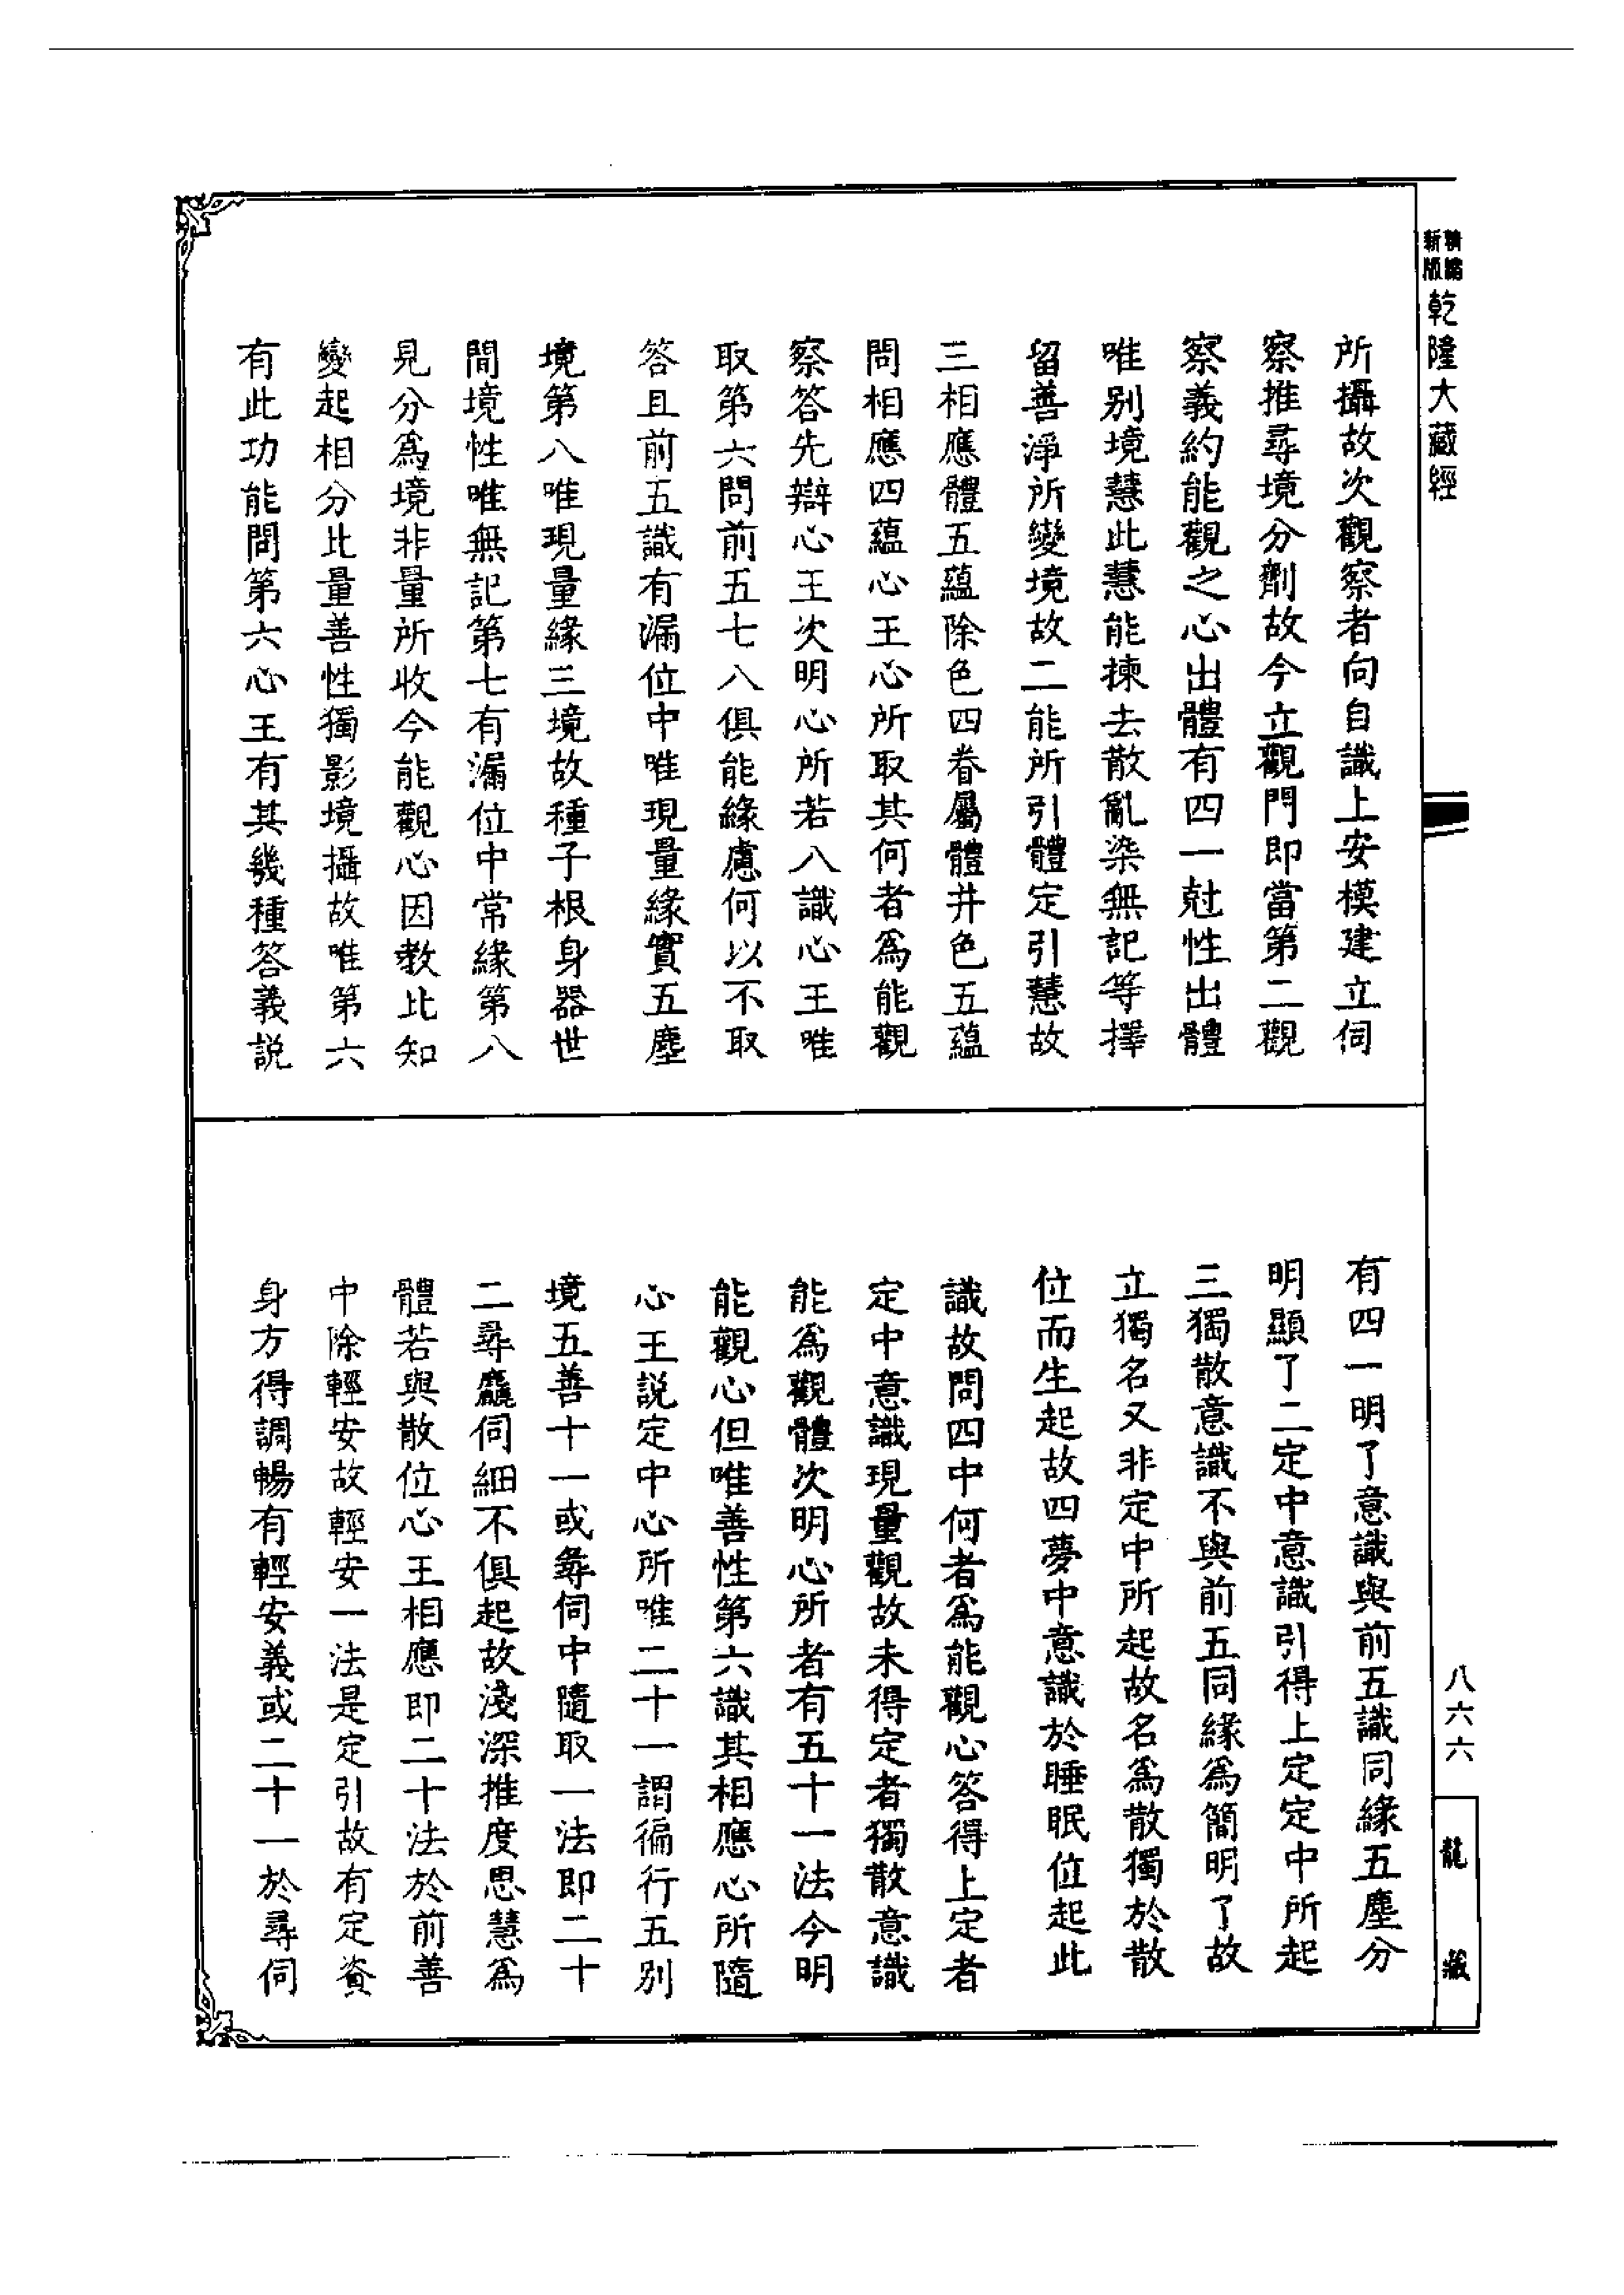 新編
新版
乾隆大藏經
所攝故次觀察者向自識上安模建立伺
察推尋境分劑故今立觀門即當第二觀
察義約能觀之心出體有四一尅性出體
唯別境慧此慧能揀去散亂染無記等擇
留善淨所變境故二能所引體定引慧故
三相應體五蘊除色四眷屬體并色五蘊
問相應四蘊心王心所取其何者爲能觀
察答先辯心王次明心所若八識心王唯
取第六問前五七八俱能緣慮何以不取
答且前五識有漏位中唯現量緣實五塵
境第八唯現量緣三境故種子根身器世
間境性唯無記第七有漏位中常緣第八
見分爲境非量所收今能觀心因教比知
變起相分比量善性獨影境攝故唯第六
有此功能問第六心王有其幾種答義説
有四一明了意識與前五識同緣五塵分
明顯了二定中意識引得上定定中所起
三獨散意識不與前五同緣爲簡明了故
立獨名又非定中所起故名爲散獨於散
位而生起故四夢中意識於睡眠位起此
識故問四中何者爲能觀心答得上定者
定中意識現量觀故未得定者獨散意識
能爲觀體次明心所者有五十一法今明
能觀心但唯善性第六識其相應心所隨
心王説定中心所唯二十一謂徧行五別
境五善十一或尋伺中隨取一法即二十
二尋麤伺細不俱起故淺深推度思慧爲
體若與散位心王相應即二十法於前善
中除輕安故輕安一法是定引故有定資
身方得調暢有輕安義或二十一於尋伺
八六六
龍藏